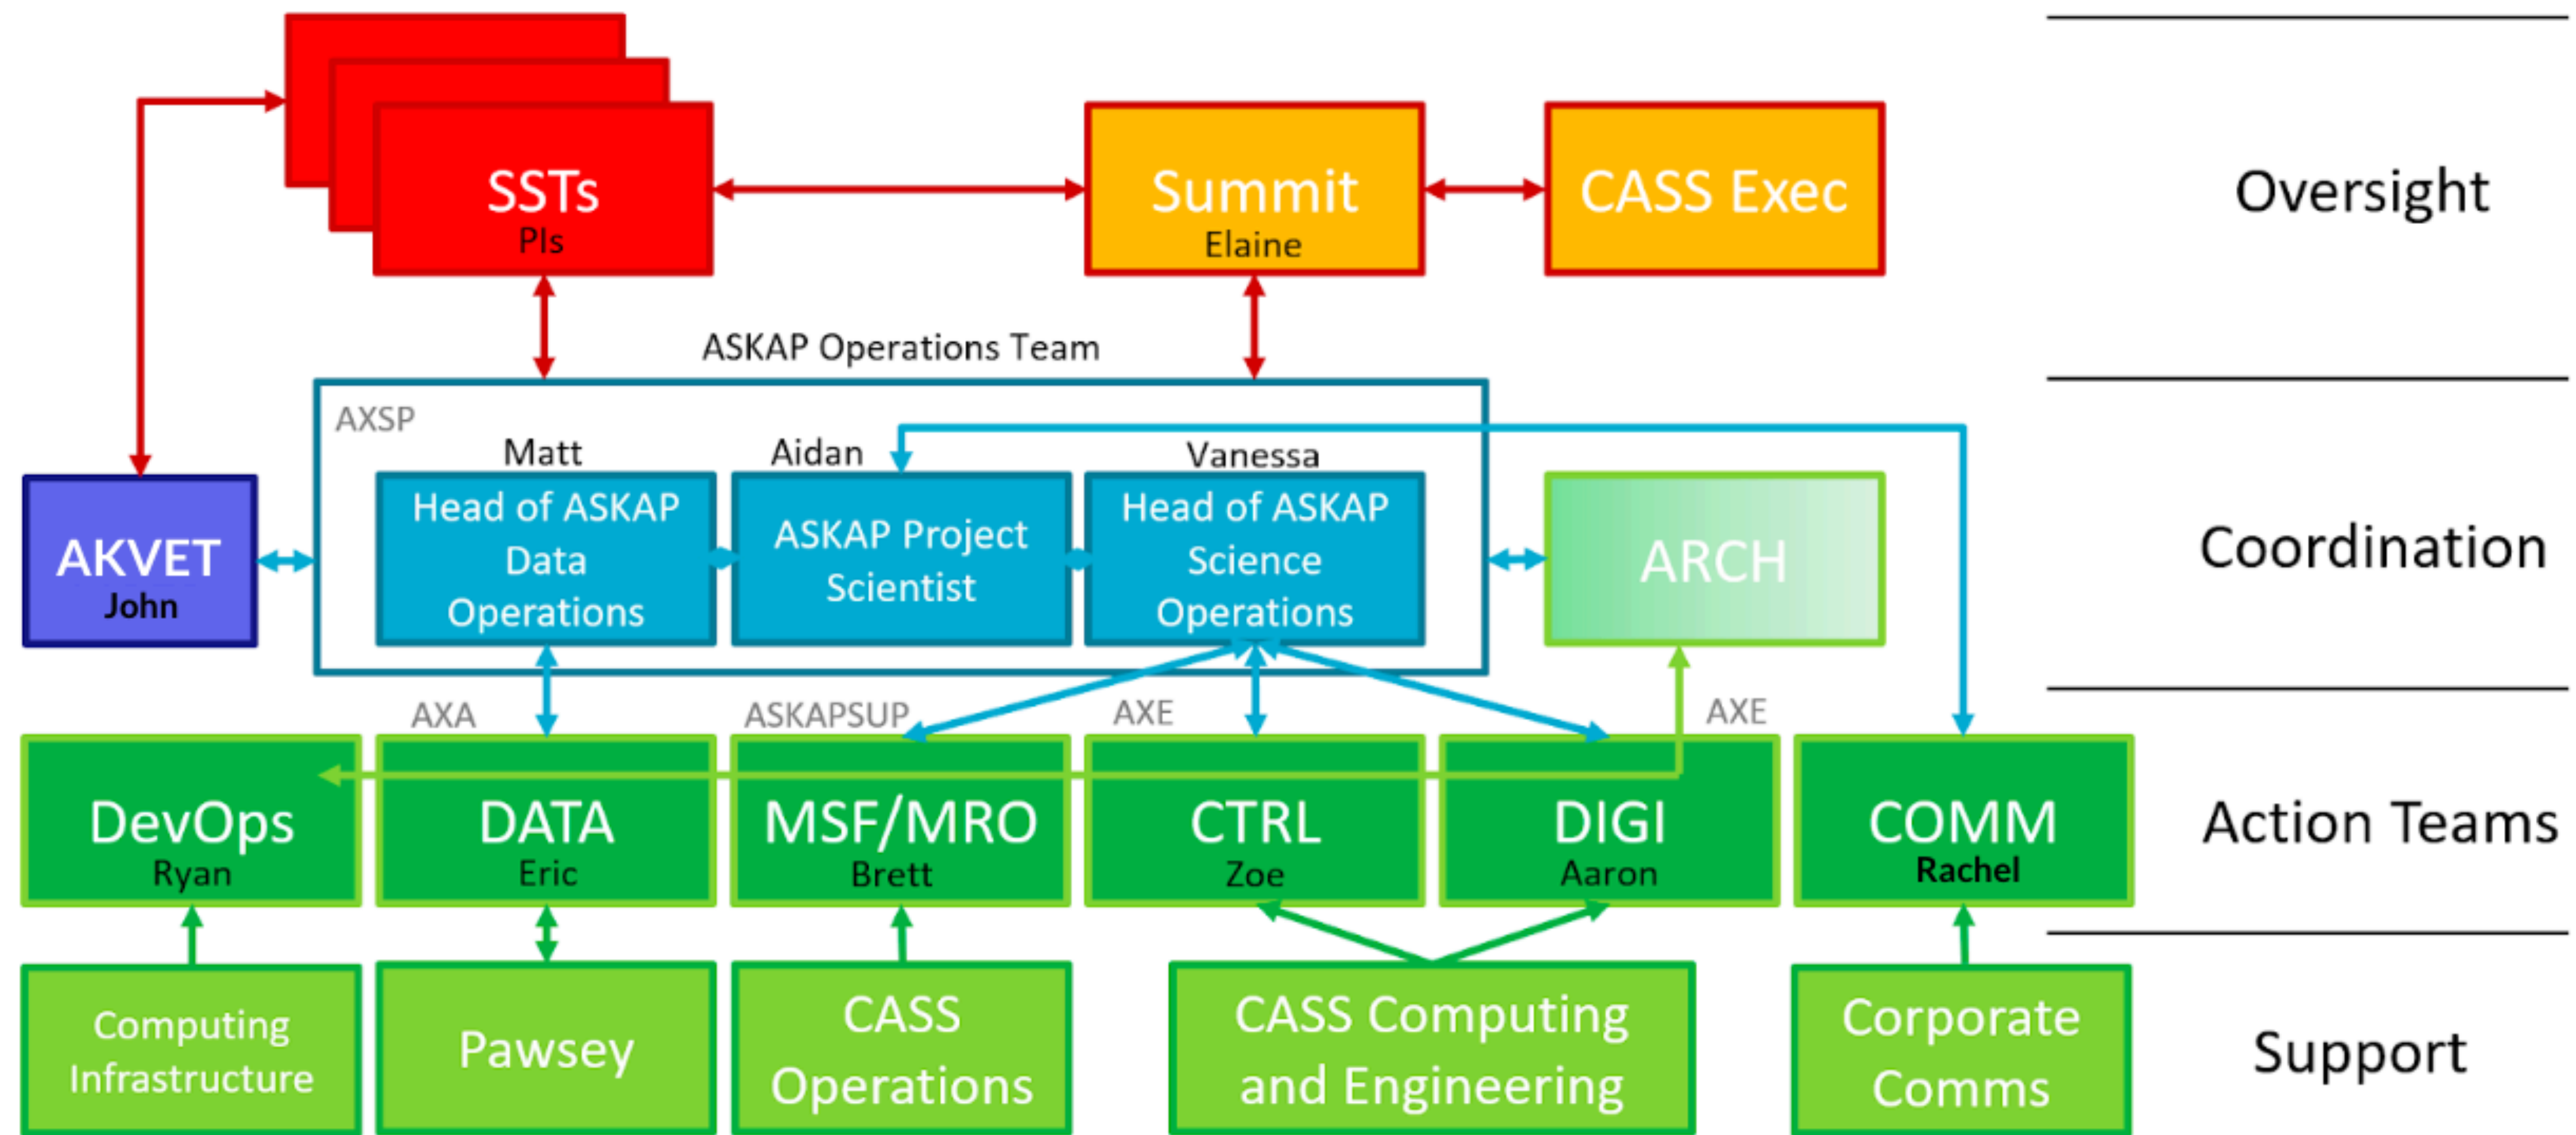 SSTs
PIs
Summit
Elaine
CASS Exec
Oversight
ASKAP Operations Team
AXSP
Matt
Aidan
Vanessa
AKVET
John
Head of ASKAP
Data
Operations
ASKAP Project
Scientist
Head of ASKAP
Science
Operations
ARCH
Coordination
AXA
ASKAPSUP
AXE
AXE
DevOps
Ryan
DATA
Eric
MSF/MRO
Brett
CTRL
Zoe
DIGI
Aaron
COMM
Rachel
Action Teams
Computing
Infrastructure
Pawsey
CASS
Operations
CASS Computing
and Engineering
Corporate
Comms
Support